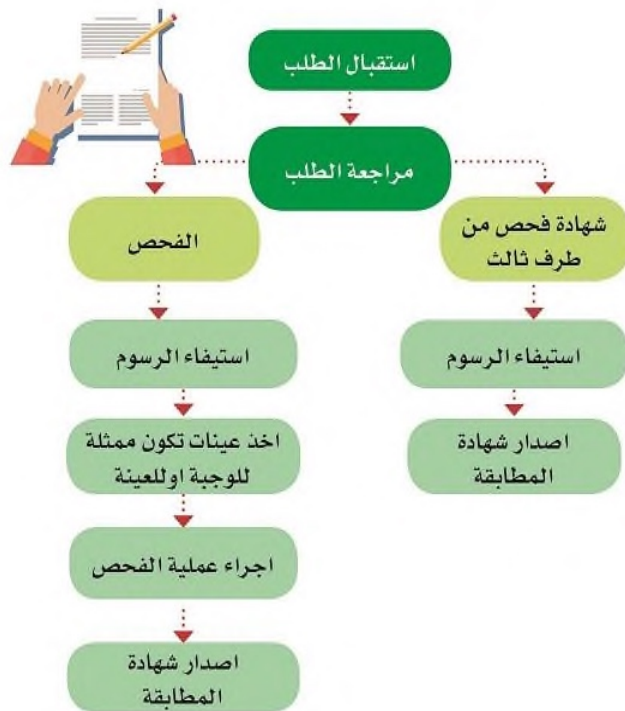 استقبال الطلب
مراجعة الطلب
شهادة فحص من
طرف ثالث
استيفاء الرسوم
اصدار شهادة
المطابقة
الفحص
استيفاء الرسوم
اخذ عينات تكون ممثلة
للوجبة اوللعينة
اجراء عملية الفحص
اصدار شهادة
المطابقة